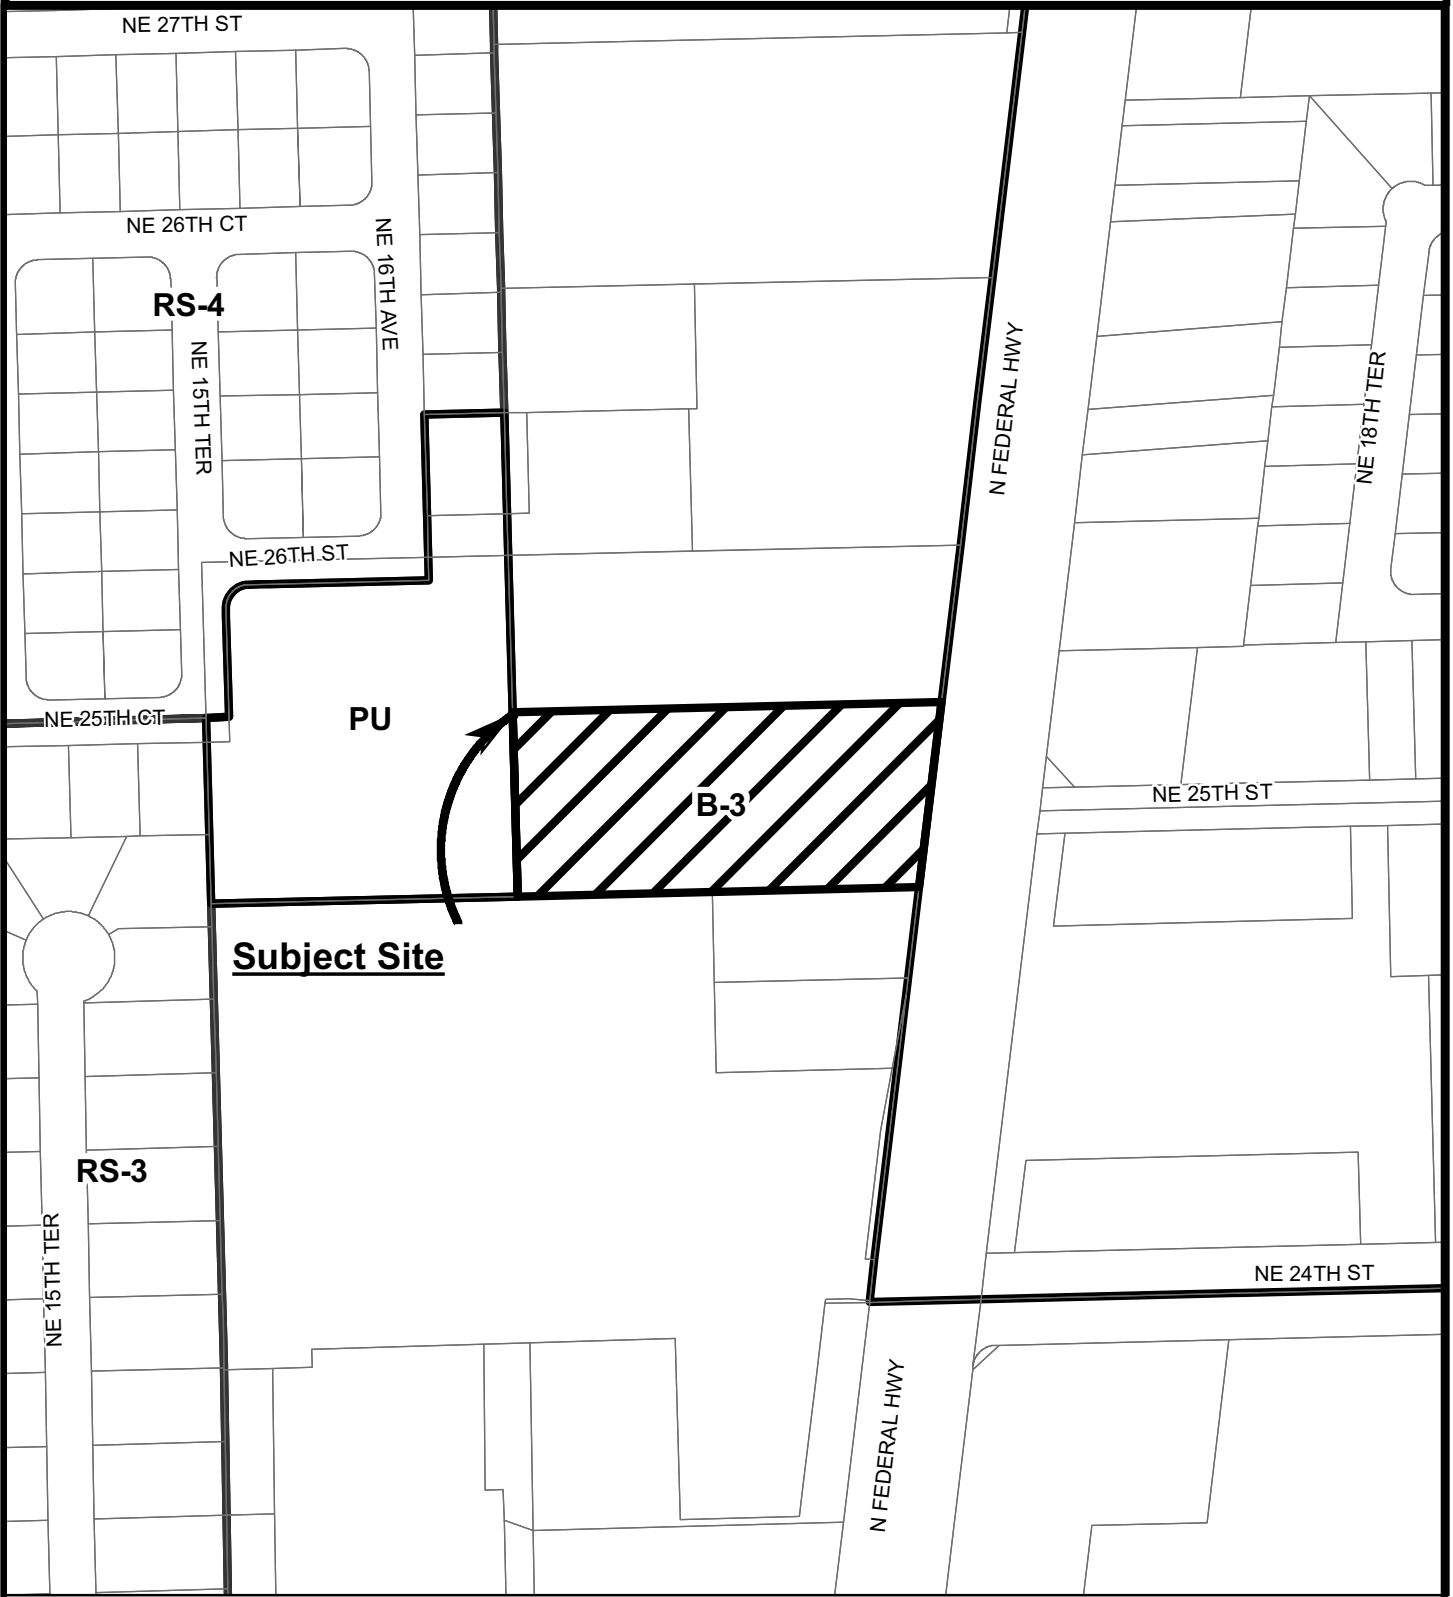 NE 27TH ST
NE 26TH CT
NE 16TH AVE
RS-4
NE 15TH TER
N FEDERAL HWY
NE 18TH TER
NE 26TH ST
NE 25TH CT
PU
B-3
NE 25TH ST
Subject Site
RS-3
NE 15TH TER
NE 24TH ST
N FEDERAL HWY